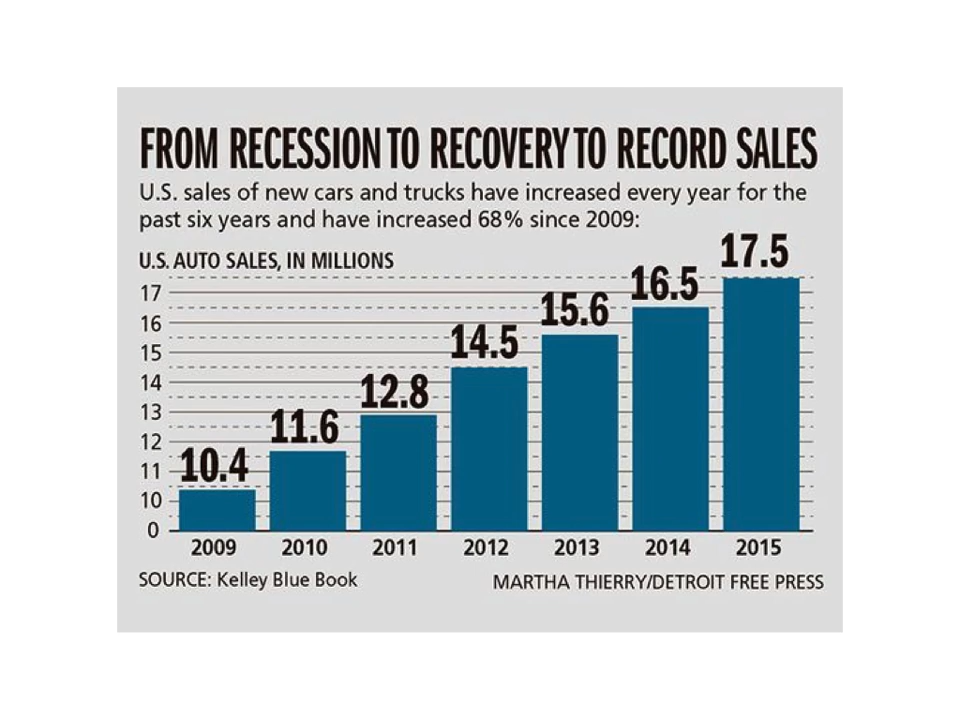 FROM RECESSION TO RECOVERY TO RECORD SALES
U.S. sales of new cars and trucks have increased every year for the
past six years and have increased 68% since 2009:
U.S. AUTO SALES, IN MILLIONS
17.5
17
16.5
16
15.6
15
14.5
14
13
12.8
12
11.6
11
10.4
10
0
2009 2010 2011 2012 2013 2014 2015
SOURCE: Kelley Blue Book
MARTHA THIERRY/DETROIT FREE PRESS